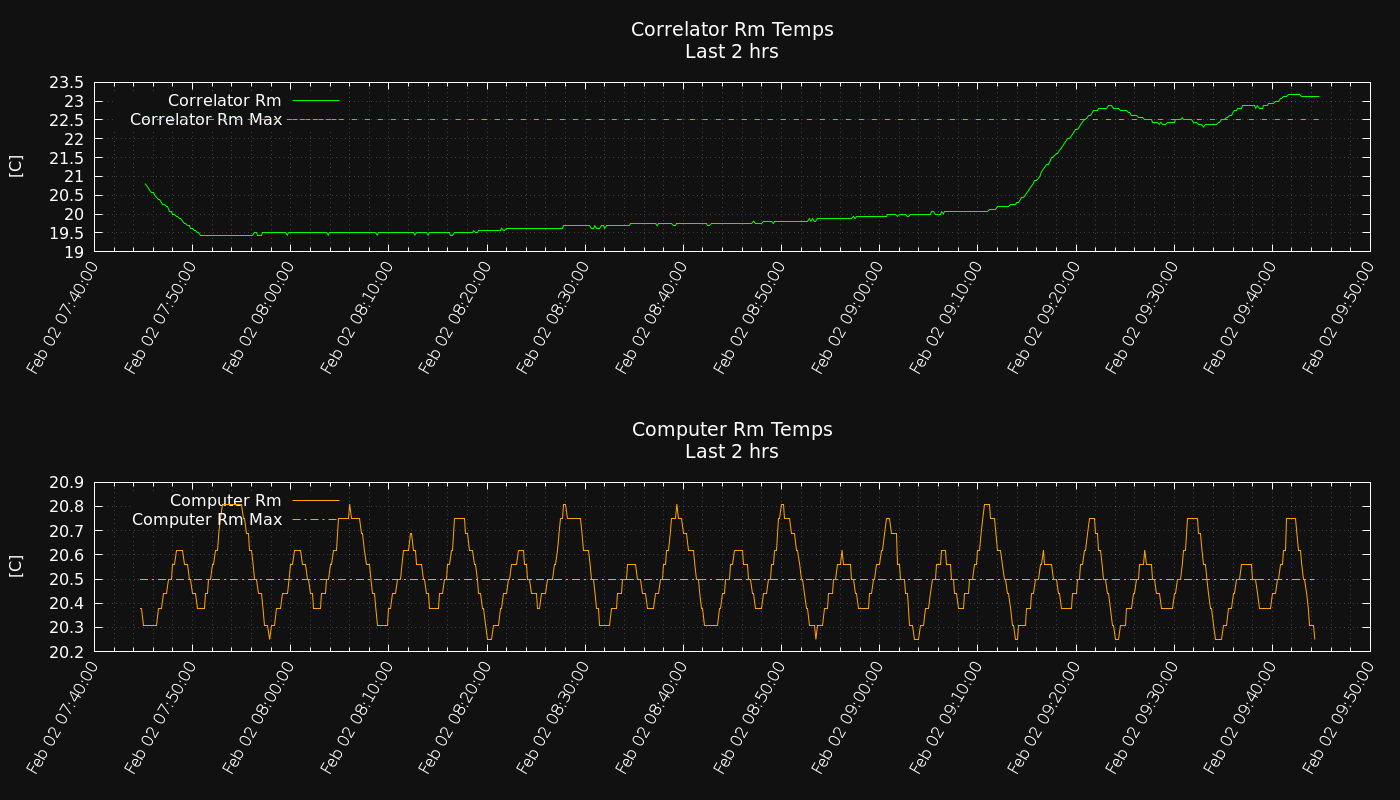 Correlator Rm Temps
Last 2 hrs
23.5
23
22.5
22
21.5
21
20.5
20
19.5
19
[C]
Correlator Rm
Correlator Rm Max
Feb 02 07:40:00
Feb 02 07:50:00
Feb 02 08:00:00
Feb 02 08:10:00
Feb 02 08:20:00
Feb 02 08:30:00
Feb 02 08:40:00
Feb 02 08:50:00
Feb 02 09:00:00
Feb 02 09:10:00
Feb 02 09:20:00
Feb 02 09:30:00
Feb 02 09:40:00
Feb 02 09:50:00
Computer Rm Temps
Last 2 hrs
20.9
20.8
20.7
20.6
20.5
20.4
20.3
20.2
[C]
Computer Rm
Computer Rm Max
Feb 02 07:40:00
Feb 02 07:50:00
Feb 02 08:00:00
Feb 02 08:10:00
Feb 02 08:20:00
Feb 02 08:30:00
Feb 02 08:40:00
Feb 02 08:50:00
Feb 02 09:00:00
Feb 02 09:10:00
Feb 02 09:20:00
Feb 02 09:30:00
Feb 02 09:40:00
Feb 02 09:50:00